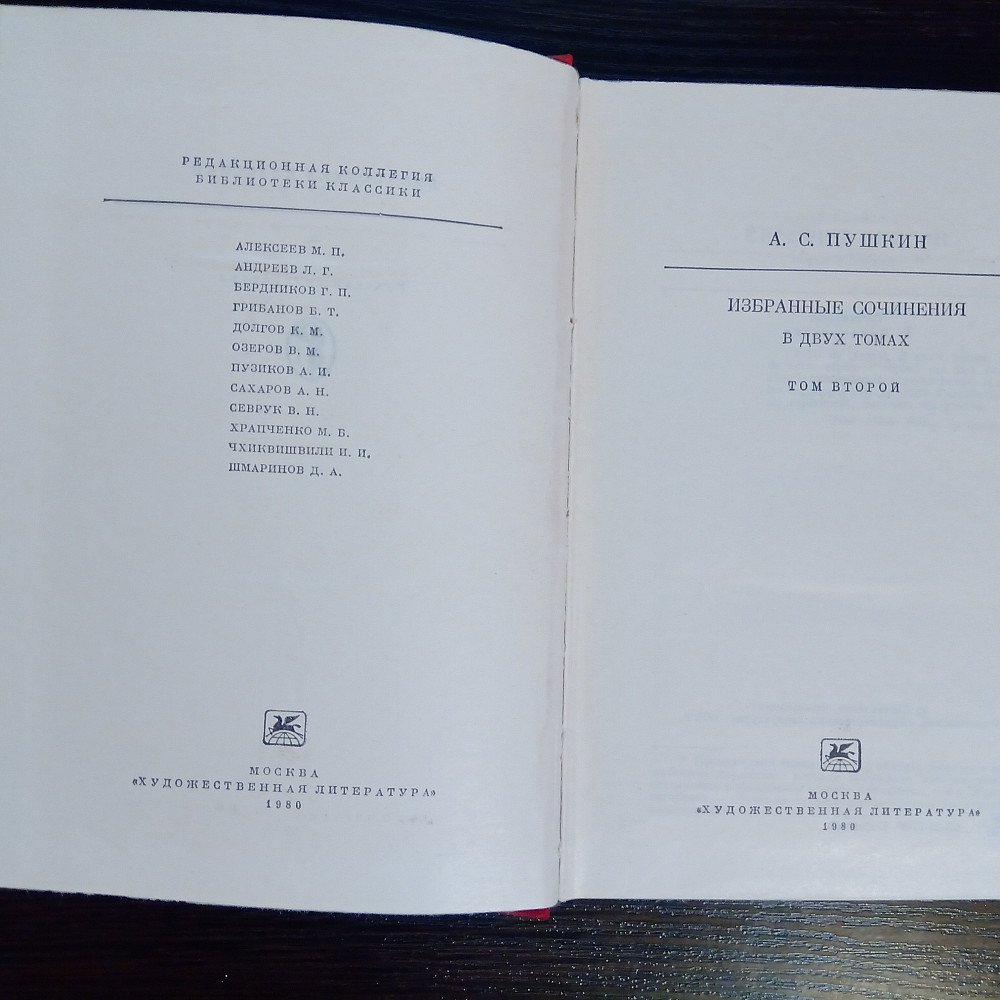 РЕДАКЦИОННАЯ КОЛЛЕГИЯ
БИБЛИОТЕКИ КЛАССИКИ
АЛЕКСЕЕВ М. П.
АНДРЕЕВ Л. Г.
БЕРДНИКОВ Г. П.
ГРИБАНОВ Б. Т.
ДОЛГОВ К. М.
ОЗЕРОВ В. М.
ПУЗИКОВ А. И.
САХАРОВ А. Н.
СЕВРУК В. Н.
ХРАПЧЕНКО М. Б.
ЧХИКВИШВИЛИ И. И.
ШМАРИНОВ Д. А.
МОСКВА
«ХУДОЖЕСТВЕННАЯ ЛИТЕРАТУРА»
1980
А. С. ПУШКИН
ИЗБРАННЫЕ СОЧИНЕНИЯ
В ДВУХ ТОМАХ
ТОМ ВТОРОЙ
МОСКВА
«ХУДОЖЕСТВЕННАЯ ЛИТЕРАТУРА»
1980